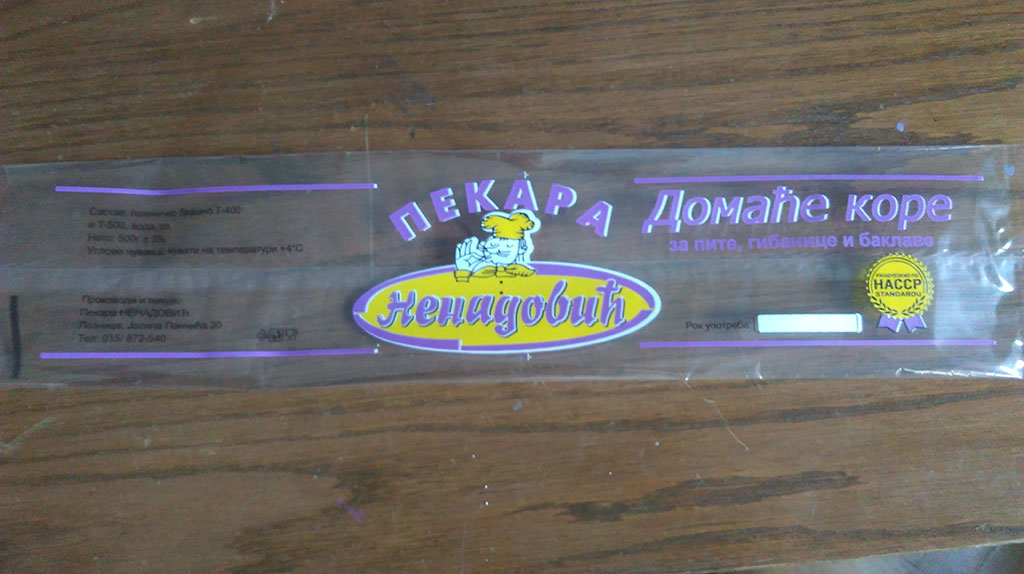 Састав: пшенично брашно Т-400
и Т-500, вода, со
Нето: 500г ± 3%
Услови чувања: чувати на температури +4°C
Производи и пакује:
Пекара НЕНАДОВИЋ
Лозница, Јосипа Панчића 30
Тел: 015/ 872-540
ПЕКАРА
Ненадовић
Домаће коре
за пите, гибанице и баклаве
PROIZVEDENO PO
HACCP
STANDARDU
Рок употребе: